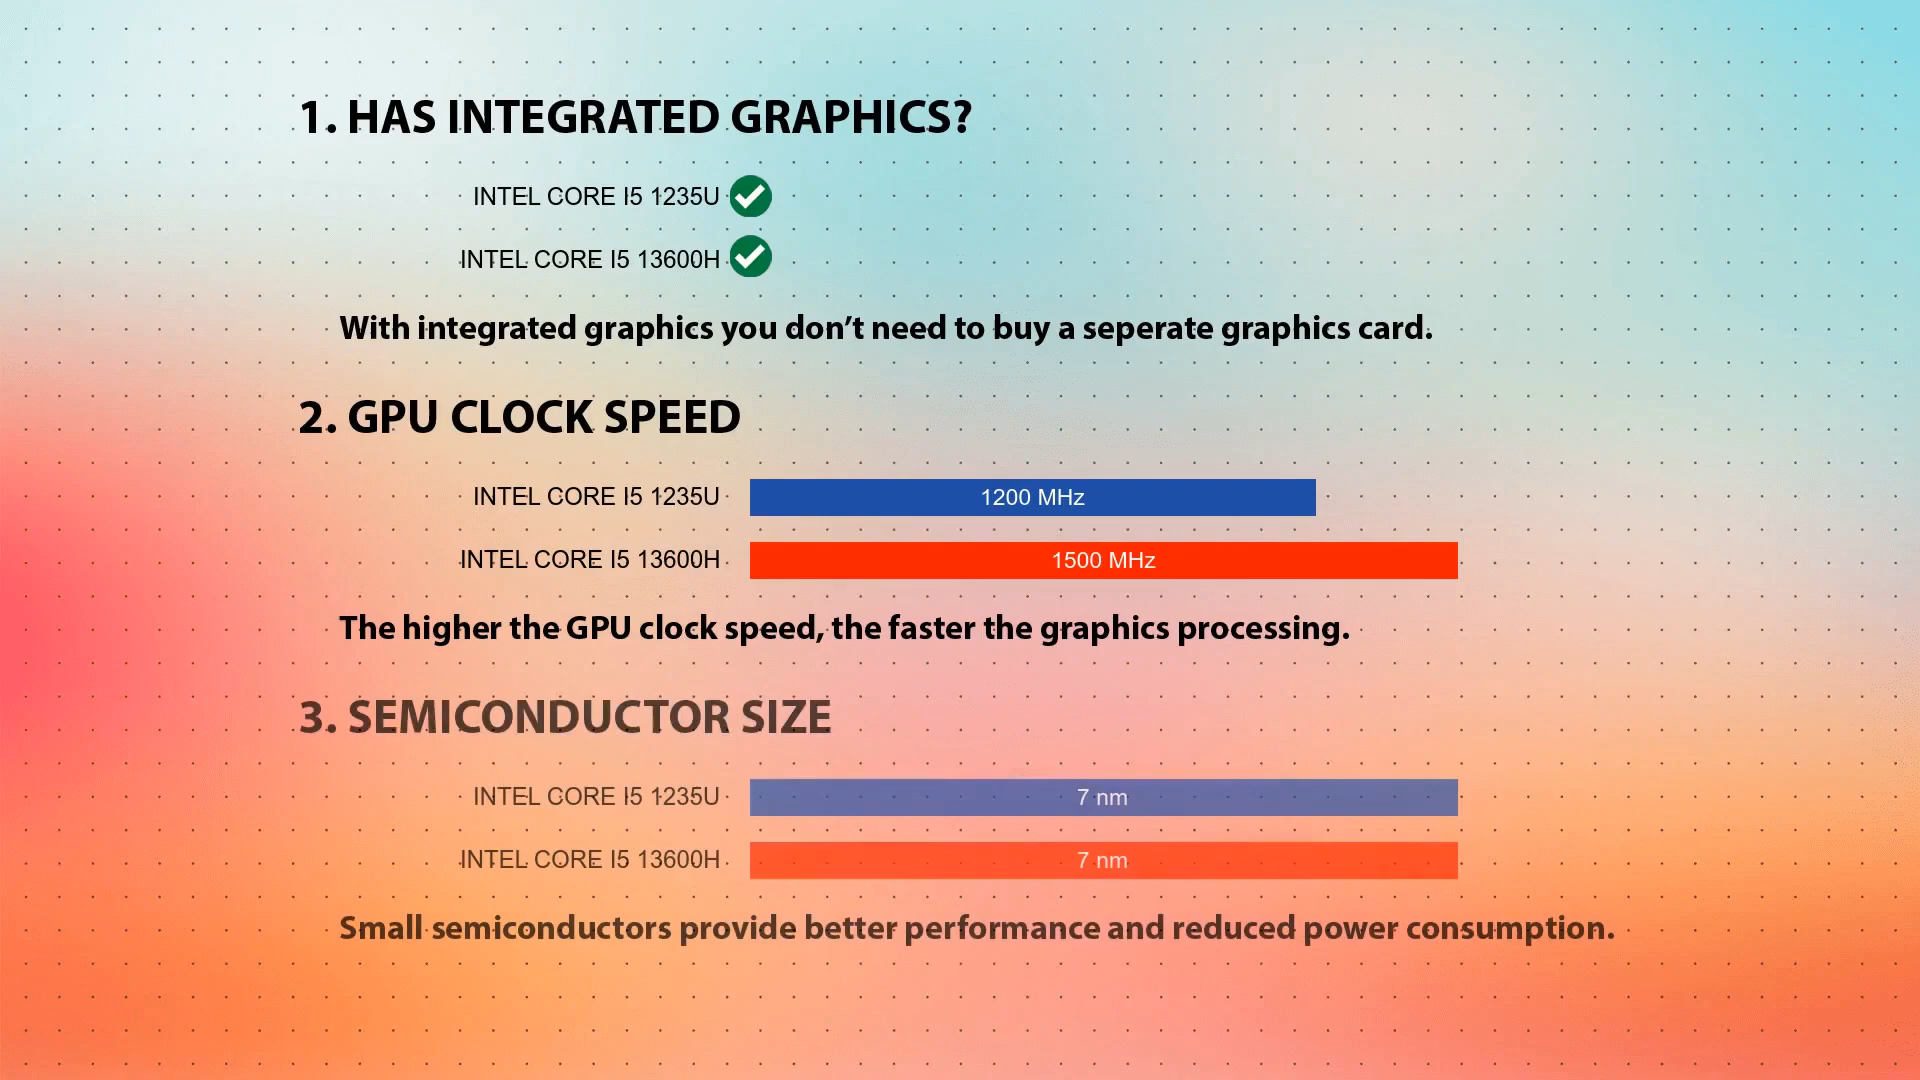 1. HAS INTEGRATED GRAPHICS?
INTEL CORE I5 1235U
INTEL CORE I5 13600H
With integrated graphics you don’t need to buy a seperate graphics card.
2. GPU CLOCK SPEED
INTEL CORE I5 1235U 1200 MHz
INTEL CORE I5 13600H 1500 MHz
The higher the GPU clock speed, the faster the graphics processing.
3. SEMICONDUCTOR SIZE
INTEL CORE I5 1235U 7 nm
INTEL CORE I5 13600H 7 nm
Small semiconductors provide better performance and reduced power consumption.